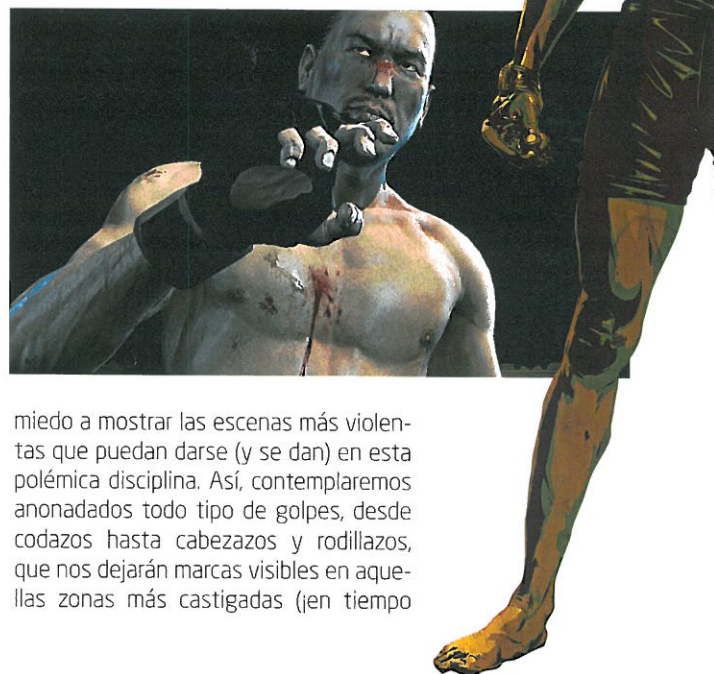 miedo a mostrar las escenas más violen-
tas que puedan darse (y se dan) en esta
polémica disciplina. Así, contemplaremos
anonadados todo tipo de golpes, desde
codazos hasta cabezazos y rodillazos,
que nos dejarán marcas visibles en aque-
llas zonas más castigadas (¡en tiempo